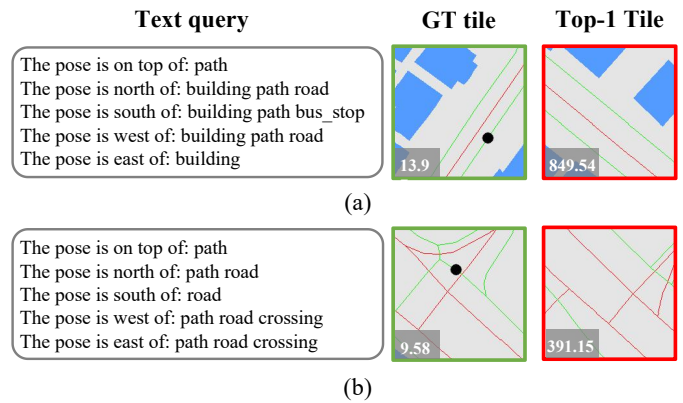 Text query GT tile Top-1 Tile
The pose is on top of: path
The pose is north of: building path road
The pose is south of: building path bus_stop
The pose is west of: building path road
The pose is east of: building
13.9 849.54
(a)
The pose is on top of: path
The pose is north of: path road
The pose is south of: road
The pose is west of: path road crossing
The pose is east of: path road crossing
9.58 391.15
(b)